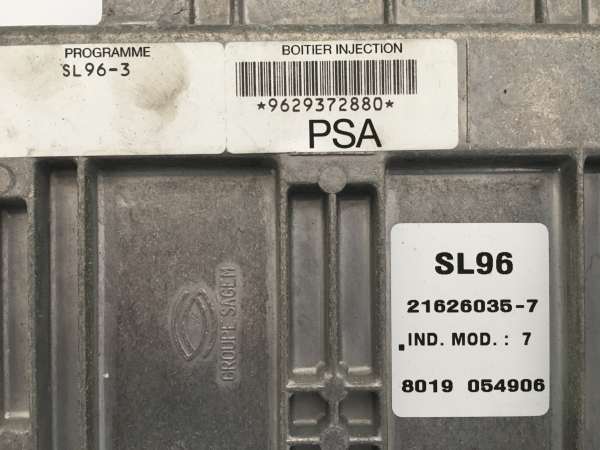 PROGRAMME
SL96-3
BOITIER INJECTION
*9629372880*
PSA
GROUPE SAGEM
SL96
21626035-7
.IND. MOD. : 7
8019 054906